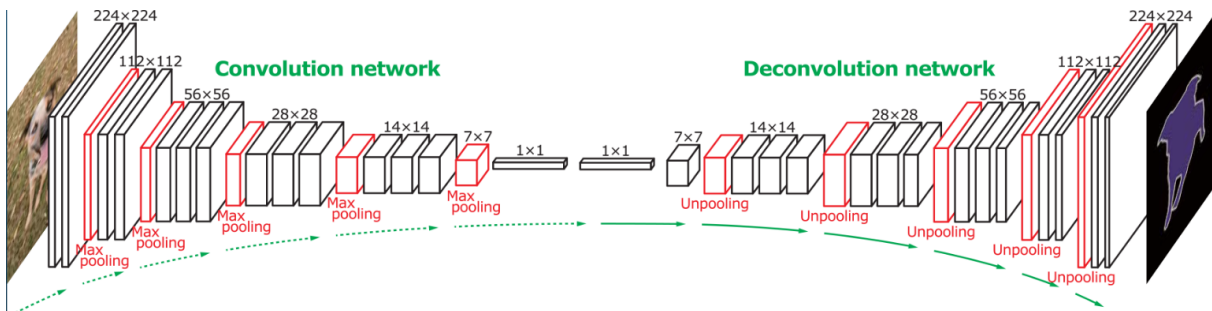 224×224
112×112
56×56
28×28
14×14
7×7
1×1
1×1
7×7
14×14
28×28
56×56
112×112
224×224
Convolution network
Deconvolution network
Max
pooling
Max
pooling
Max
pooling
Max
pooling
Max
pooling
Unpooling
Unpooling
Unpooling
Unpooling
Unpooling